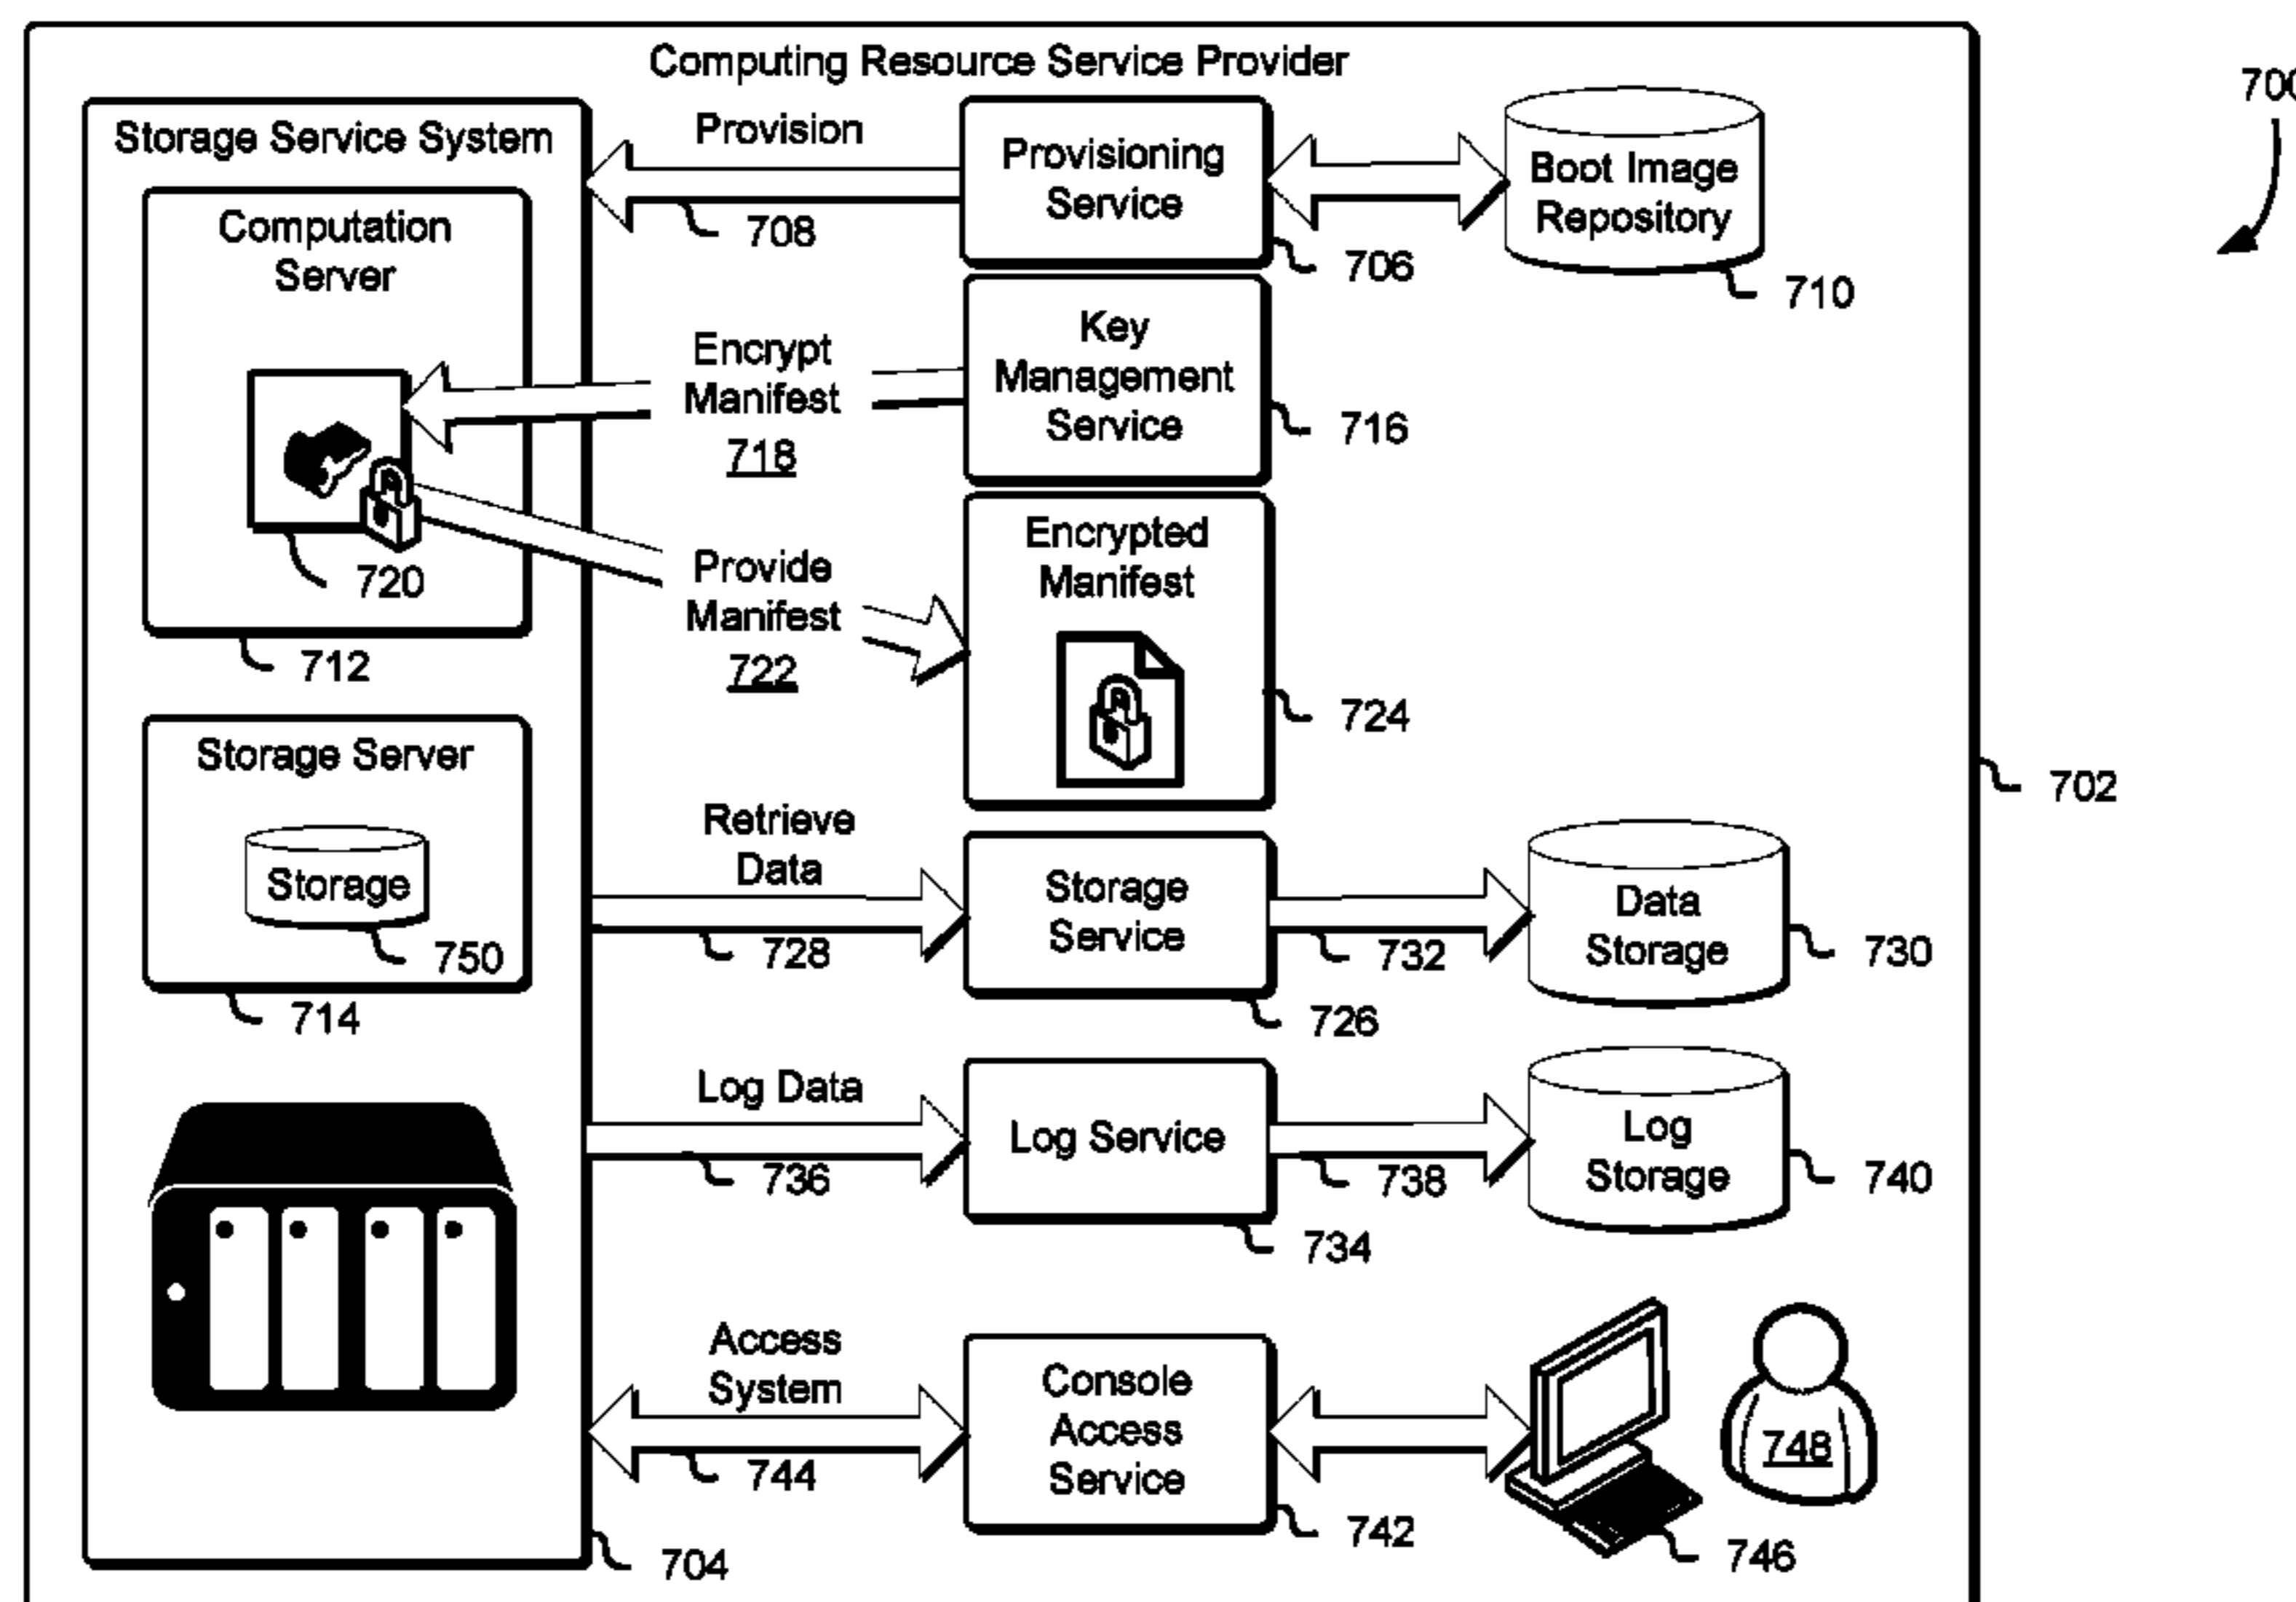 Computing Resource Service Provider
700
Storage Service System
Provision
708
Provisioning
Service
706
Boot Image
Repository
710
Computation
Server
720
712
Encrypt
Manifest
718
Key
Management
Service
716
Provide
Manifest
722
Encrypted
Manifest
724
702
Storage Server
Storage
750
714
Retrieve
Data
728
Storage
Service
726
732
Data
Storage
730
Log Data
736
Log Service
734
738
Log
Storage
740
Access
System
744
Console
Access
Service
742
746
748
704